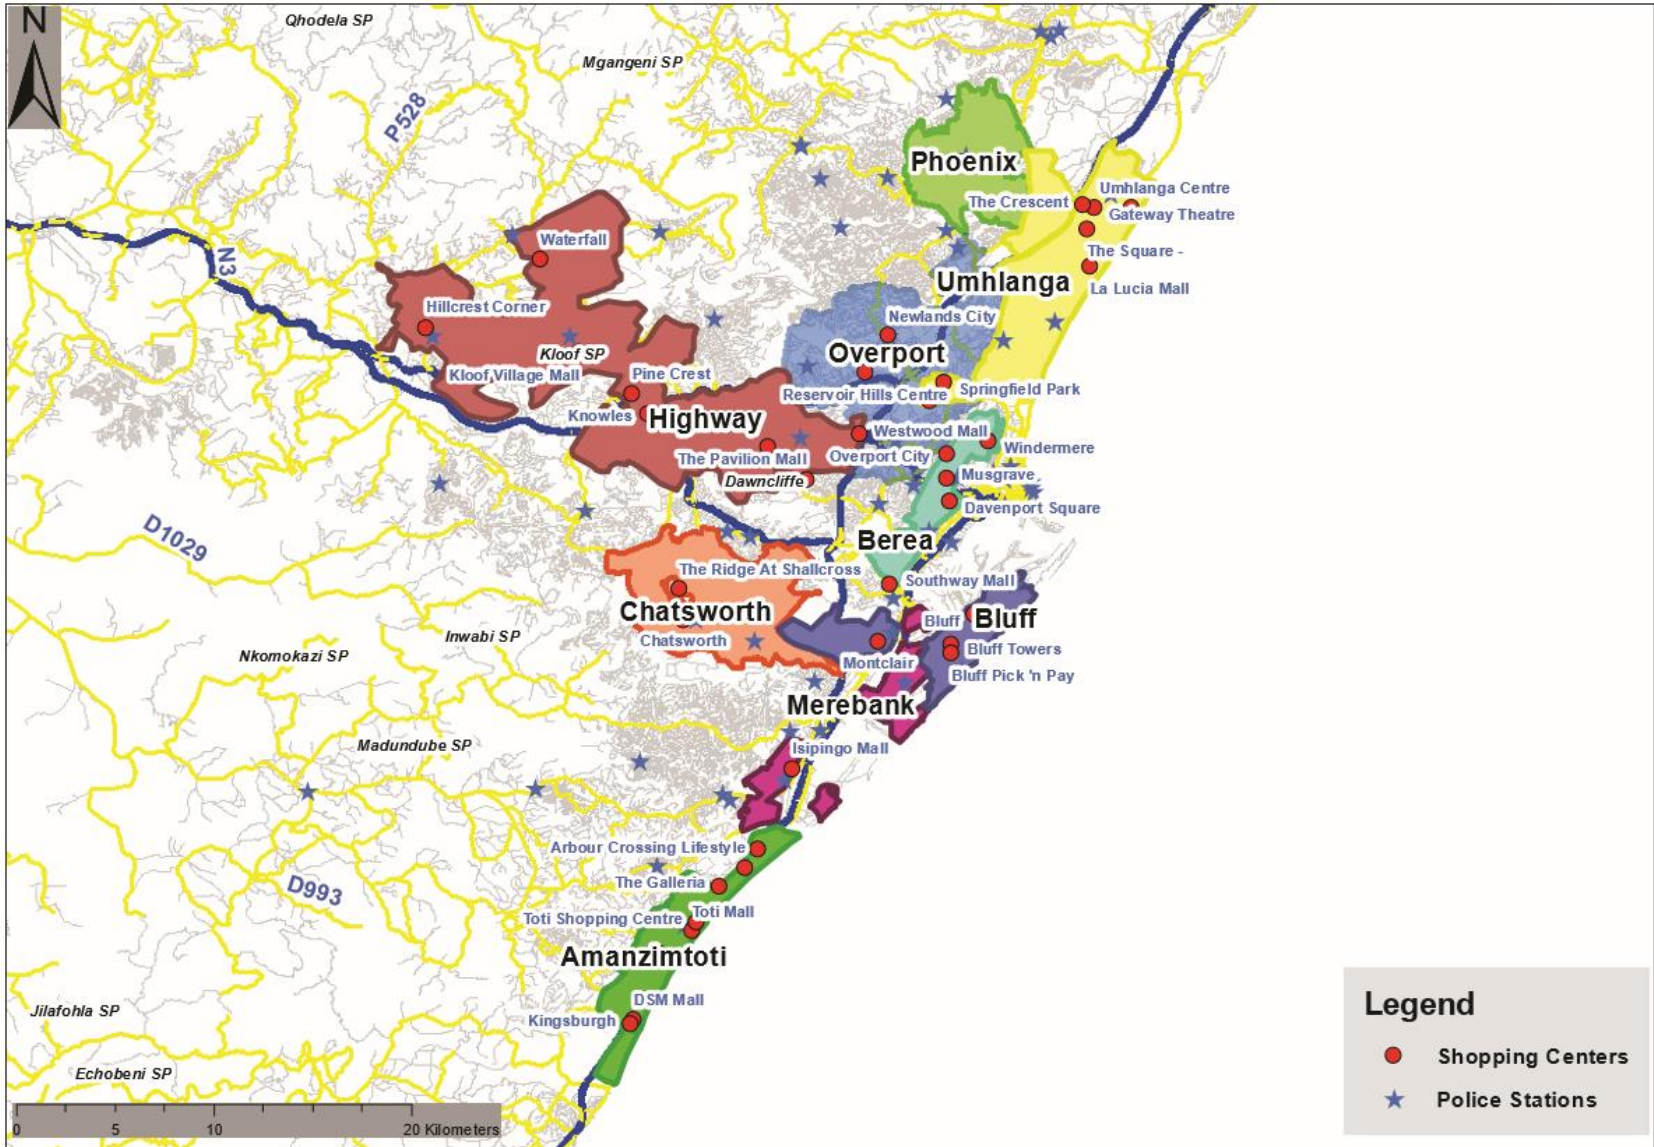 N
Qhodela SP
Mgangeni SP
P528
Phoenix
Umhlanga Centre
The Crescent
Gateway Theatre
Waterfall
The Square -
N3
Umhlanga
La Lucia Mall
Hillcrest Corner
Newlands City
Kloof SP
Overport
Kloof Village Mall
Pine Crest
Reservoir Hills Centre
Springfield Park
Knowles
Highway
Westwood Mall
Windermere
The Pavilion Mall
Overport City
Dawncliffe
Musgrave
Davenport Square
D1029
Berea
The Ridge At Shallcross
Southway Mall
Chatsworth
Bluff
Bluff
Inwabi SP
Chatsworth
Bluff Towers
Nkomokazi SP
Montclair
Bluff Pick 'n Pay
Merebank
Madundube SP
Isipingo Mall
Arbour Crossing Lifestyle
D993
The Galleria
Toti Shopping Centre
Toti Mall
Amanzimtoti
DSM Mall
Jilafohla SP
Kingsburgh
Echobeni SP
0 5 10 20 Kilometers
Legend
Shopping Centers
Police Stations